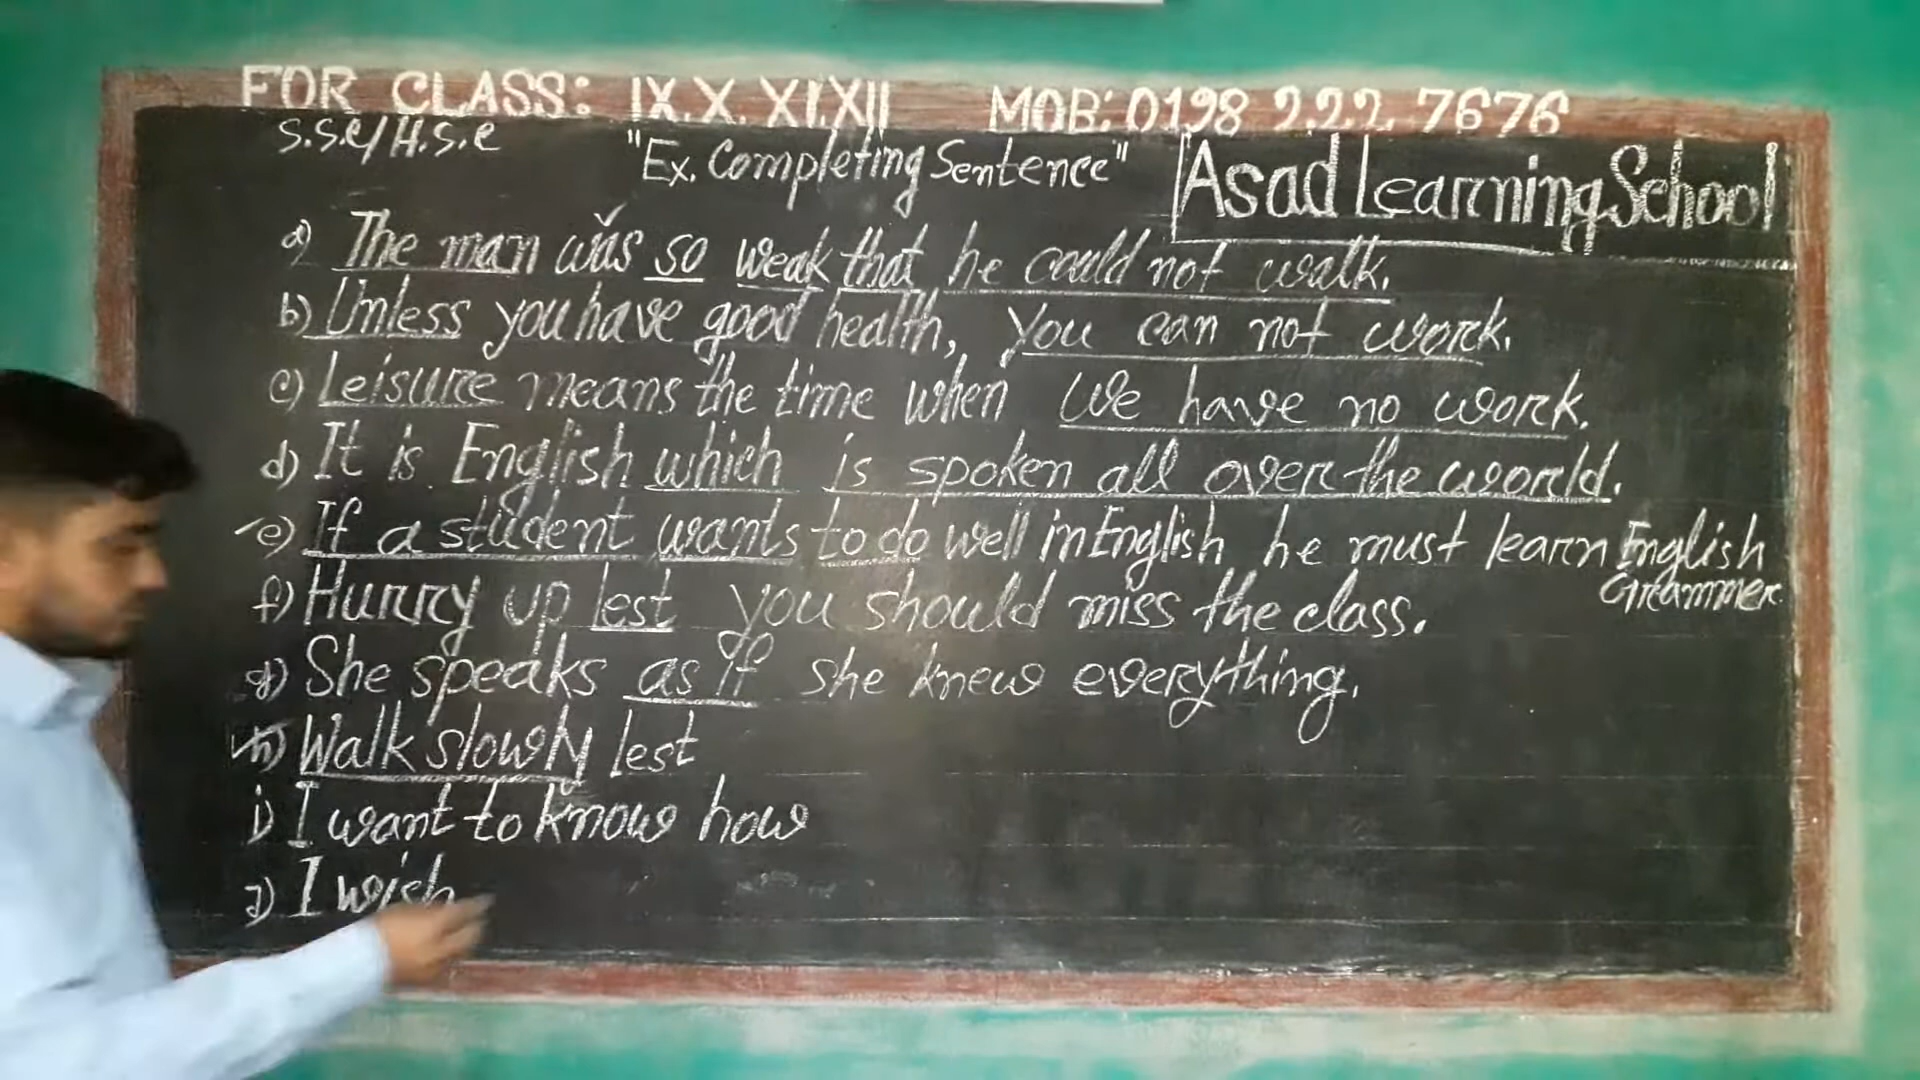 FOR CLASS: IX.X. XI.XII MOB: 0198 222 7676
S.S.C/H.S.C
"Ex. Completing Sentence"
Asad Learning School
a) The man was so weak that he could not walk.
b) Unless you have good health, you can not work.
c) Leisure means the time when we have no work.
d) It is English which is spoken all over the world.
e) If a student wants to do well in English he must learn English
Grammer
f) Hurry up lest you should miss the class.
g) She speaks as if she knew everything.
h) Walk slowly lest
i) I want to know how
j) I wish